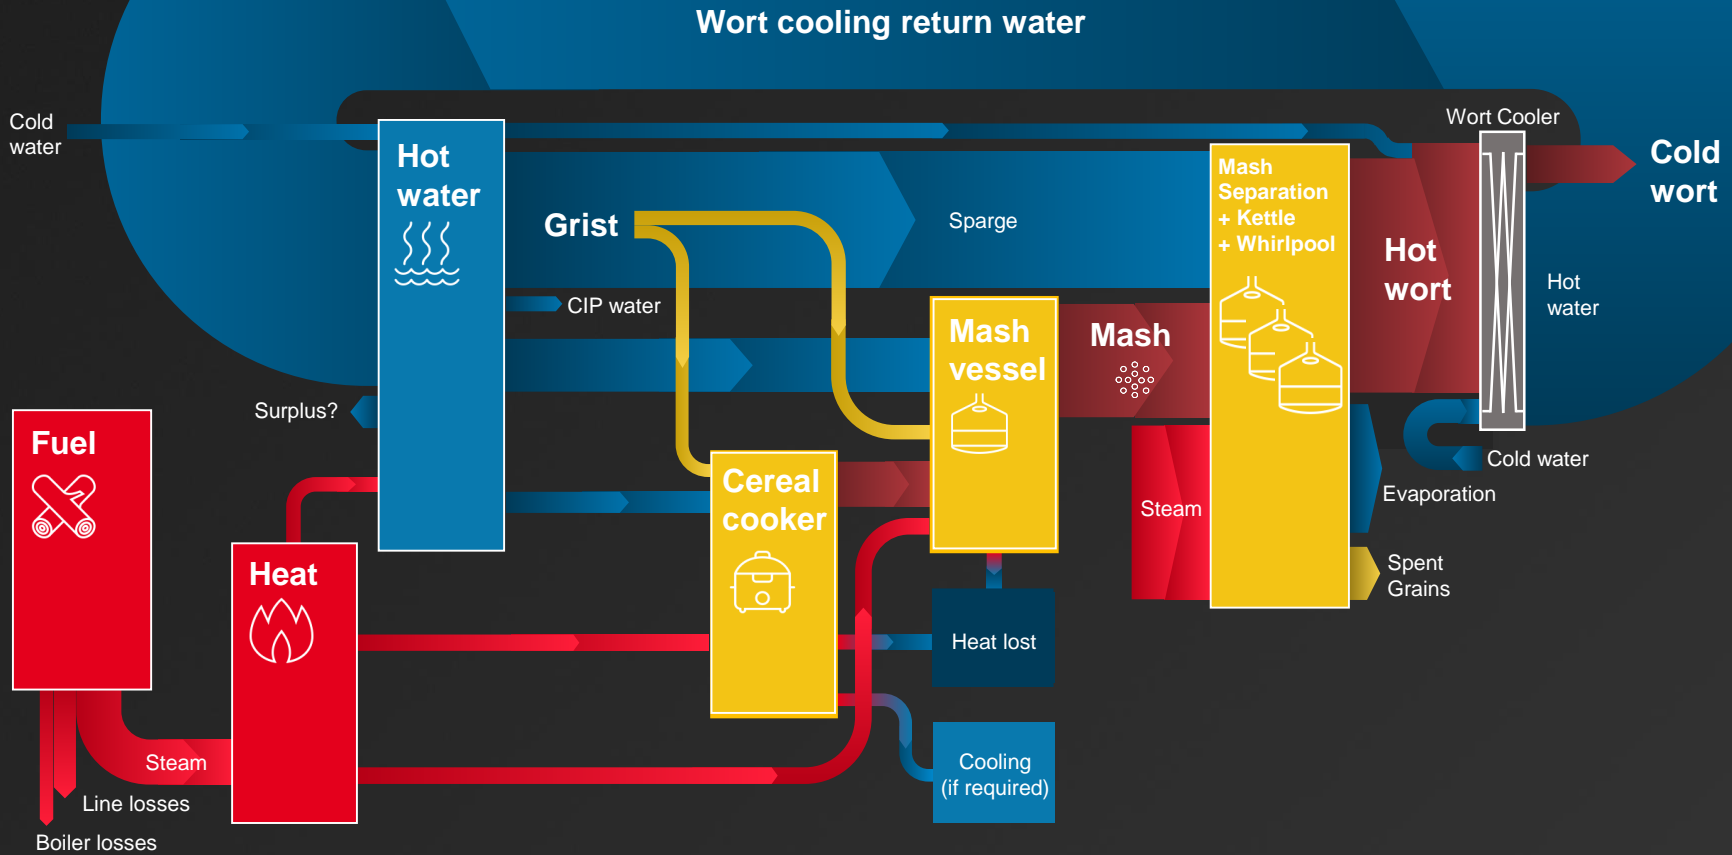 Wort cooling return water
Cold
water
Hot
water
Grist
Sparge
CIP water
Surplus?
Fuel
Heat
Steam
Line losses
Boiler losses
Cereal
cooker
Mash
vessel
Mash
Heat lost
Cooling
(if required)
Steam
Mash
Separation
+ Kettle
+ Whirlpool
Hot
wort
Wort Cooler
Cold
wort
Hot
water
Cold water
Evaporation
Spent
Grains